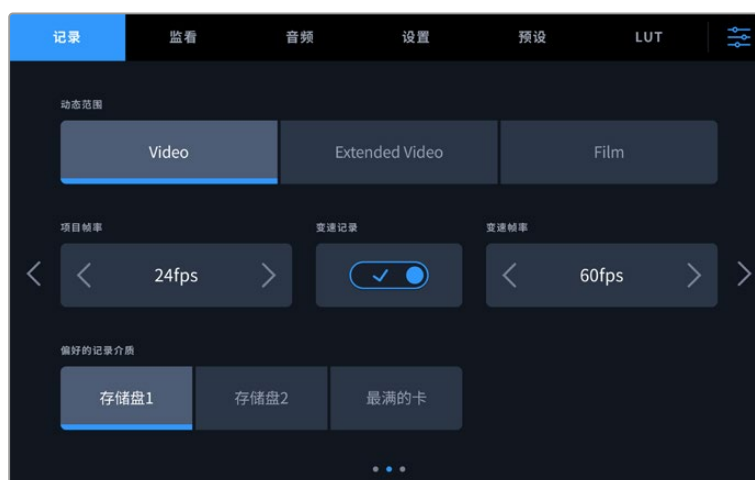 记录 监看 音频 设置 预设 LUT
动态范围
Video Extended Video Film
项目帧率 变速记录 变速帧率
24fps 60fps
偏好的记录介质
存储盘1 存储盘2 最满的卡